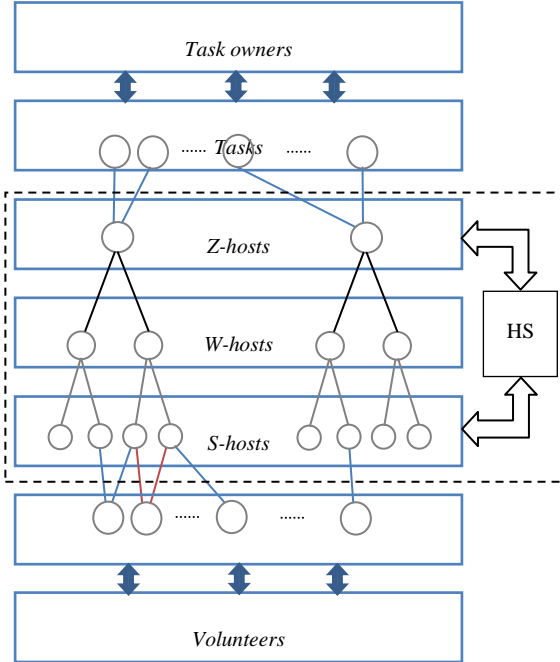 Task owners
...... Tasks ......
Z-hosts
HS
W-hosts
S-hosts
...... ......
Volunteers